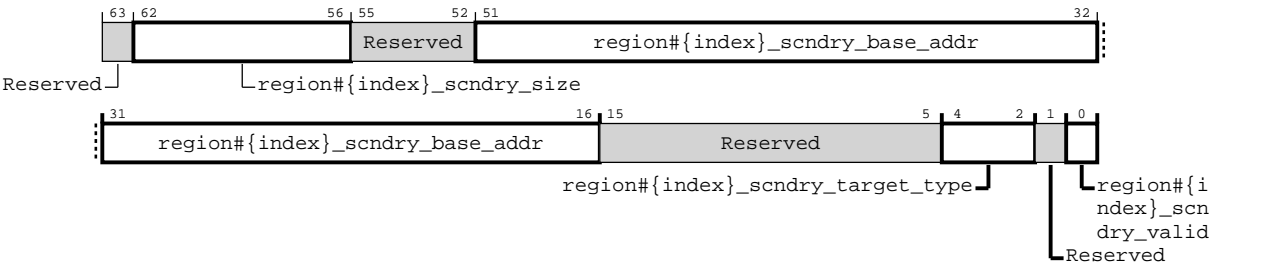 63 62 56 55 52 51 32
Reserved region#{index}_scndry_base_addr
Reserved region#{index}_scndry_size
31 16 15 5 4 2 1 0
region#{index}_scndry_base_addr Reserved
region#{index}_scndry_target_type region#{i
ndex}_scn
dry_valid
Reserved